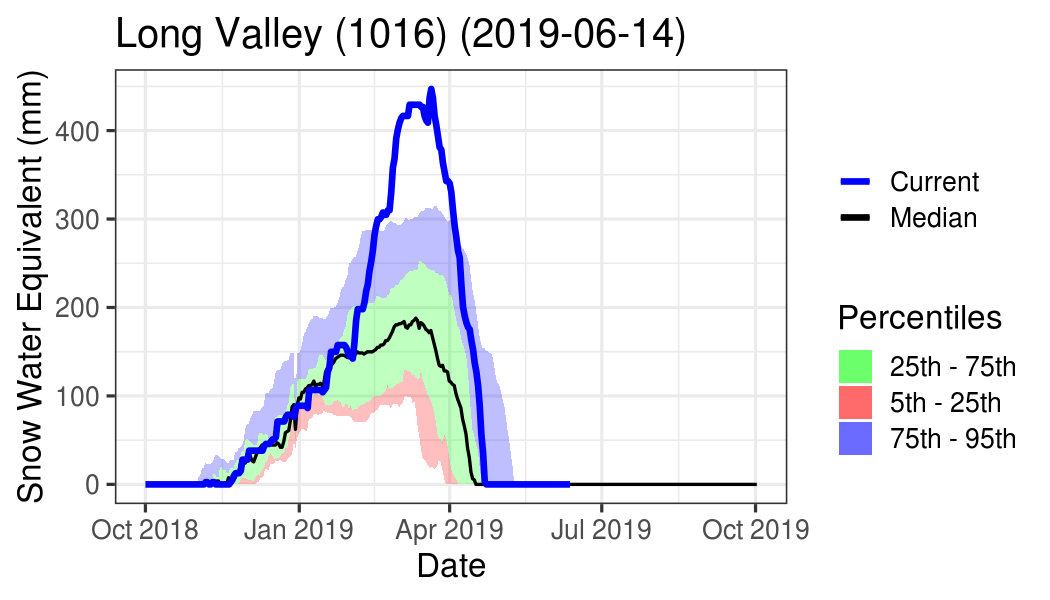 Long Valley (1016) (2019-06-14)
Snow Water Equivalent (mm)
400
300
200
100
0
Oct 2018
Jan 2019
Apr 2019
Jul 2019
Oct 2019
Date
Current
Median
Percentiles
25th - 75th
5th - 25th
75th - 95th